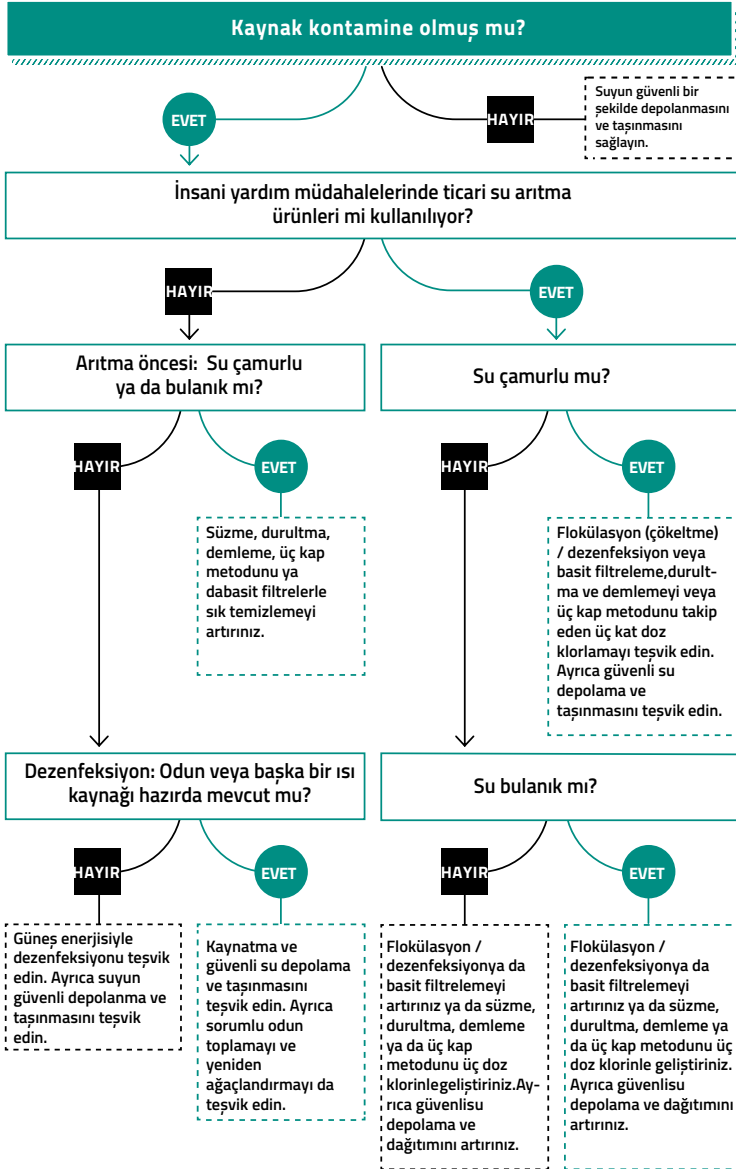 Kaynak kontamine olmuş mu?
EVET
HAYIR
Suyun güvenli bir
şekilde depolanmasını
ve taşınmasını
sağlayın.
İnsani yardım müdahalelerinde ticari su arıtma
ürünleri mi kullanılıyor?
HAYIR
EVET
Arıtma öncesi: Su çamurlu
ya da bulanık mı?
Su çamurlu mu?
HAYIR
EVET
HAYIR
EVET
Süzme, durultma,
demleme, üç kap
metodunu ya
dabasit filtrelerle
sık temizlemeyi
artırınız.
Flokülasyon (çökeltme)
/ dezenfeksiyon veya
basit filtreleme,durult-
ma ve demlemeyi veya
üç kap metodunu takip
eden üç kat doz
klorlamayı teşvik edin.
Ayrıca güvenli su
depolama ve
taşınmasını teşvik edin.
Dezenfeksiyon: Odun veya başka bir ısı
kaynağı hazırda mevcut mu?
Su bulanık mı?
HAYIR
EVET
HAYIR
EVET
Güneş enerjisiyle
dezenfeksiyonu teşvik
edin. Ayrıca suyun
güvenli depolanma ve
taşınmasını teşvik
edin.
Kaynatma ve
güvenli su depolama
ve taşınmasını
teşvik edin. Ayrıca
sorumlu odun
toplamayı ve
yeniden
ağaçlandırmayı da
teşvik edin.
Flokülasyon /
dezenfeksiyonya da
basit filtrelemeyi
artırınız ya da süzme,
durultma, demleme
ya da üç kap
metodunu üç doz
klorinlegeliştiriniz.Ay-
rıca güvenlisu
depolama ve
dağıtımını artırınız.
Flokülasyon /
dezenfeksiyonya da
basit filtrelemeyi
artırınız ya da süzme,
durultma, demleme ya
da üç kap metodunu üç
doz klorinle geliştiriniz.
Ayrıca güvenlisu
depolama ve dağıtımını
artırınız.